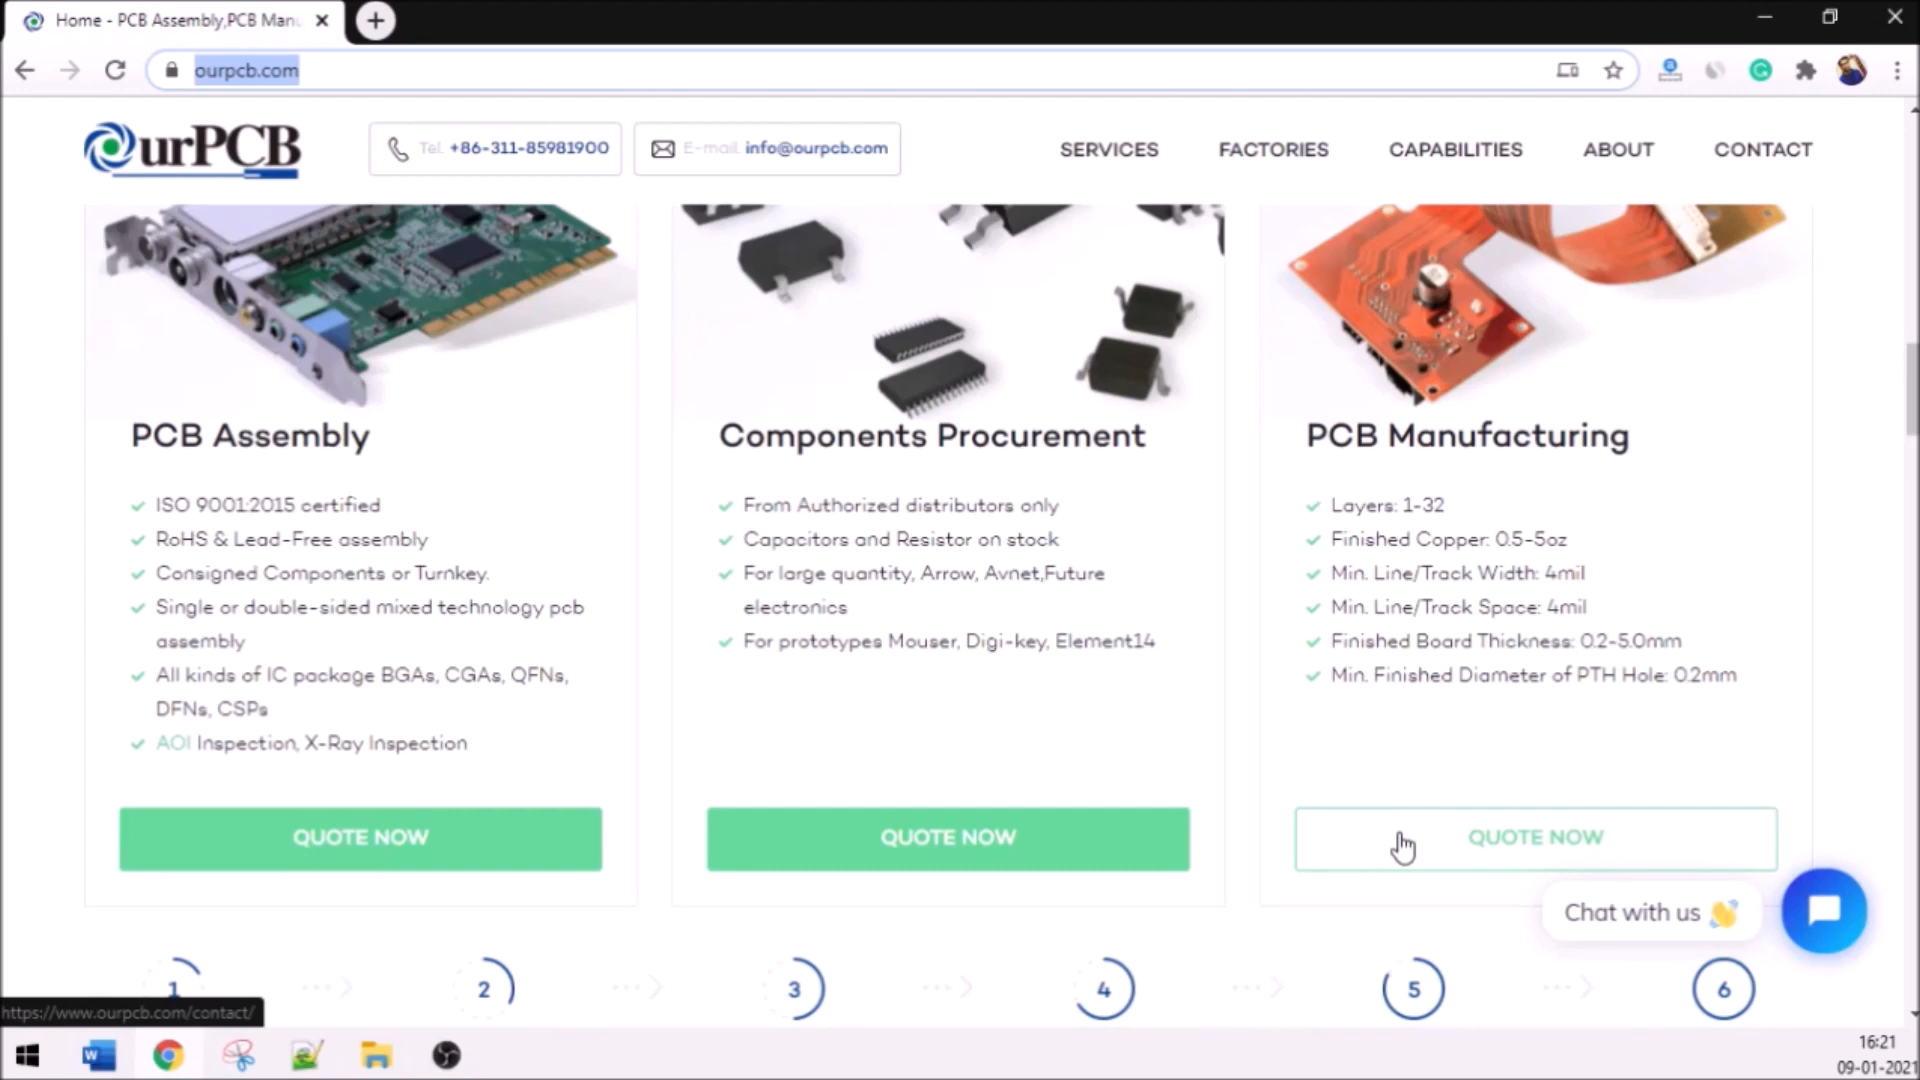 Home - PCB Assembly,PCB Man
ourpcb.com
urPCB
Tel. +86-311-85981900
E-mail. info@ourpcb.com
SERVICES
FACTORIES
CAPABILITIES
ABOUT
CONTACT
PCB Assembly
ISO 9001:2015 certified
RoHS & Lead-Free assembly
Consigned Components or Turnkey.
Single or double-sided mixed technology pcb
assembly
All kinds of IC package BGAs, CGAs, QFNs,
DFNs, CSPs
AOI Inspection, X-Ray Inspection
QUOTE NOW
Components Procurement
From Authorized distributors only
Capacitors and Resistor on stock
For large quantity, Arrow, Avnet,Future
electronics
For prototypes Mouser, Digi-key, Element14
QUOTE NOW
PCB Manufacturing
Layers: 1-32
Finished Copper: 0.5-5oz
Min. Line/Track Width: 4mil
Min. Line/Track Space: 4mil
Finished Board Thickness: 0.2-5.0mm
Min. Finished Diameter of PTH Hole: 0.2mm
QUOTE NOW
Chat with us
1
2
3
4
5
6
https://www.ourpcb.com/contact/
16:21
09-01-2021